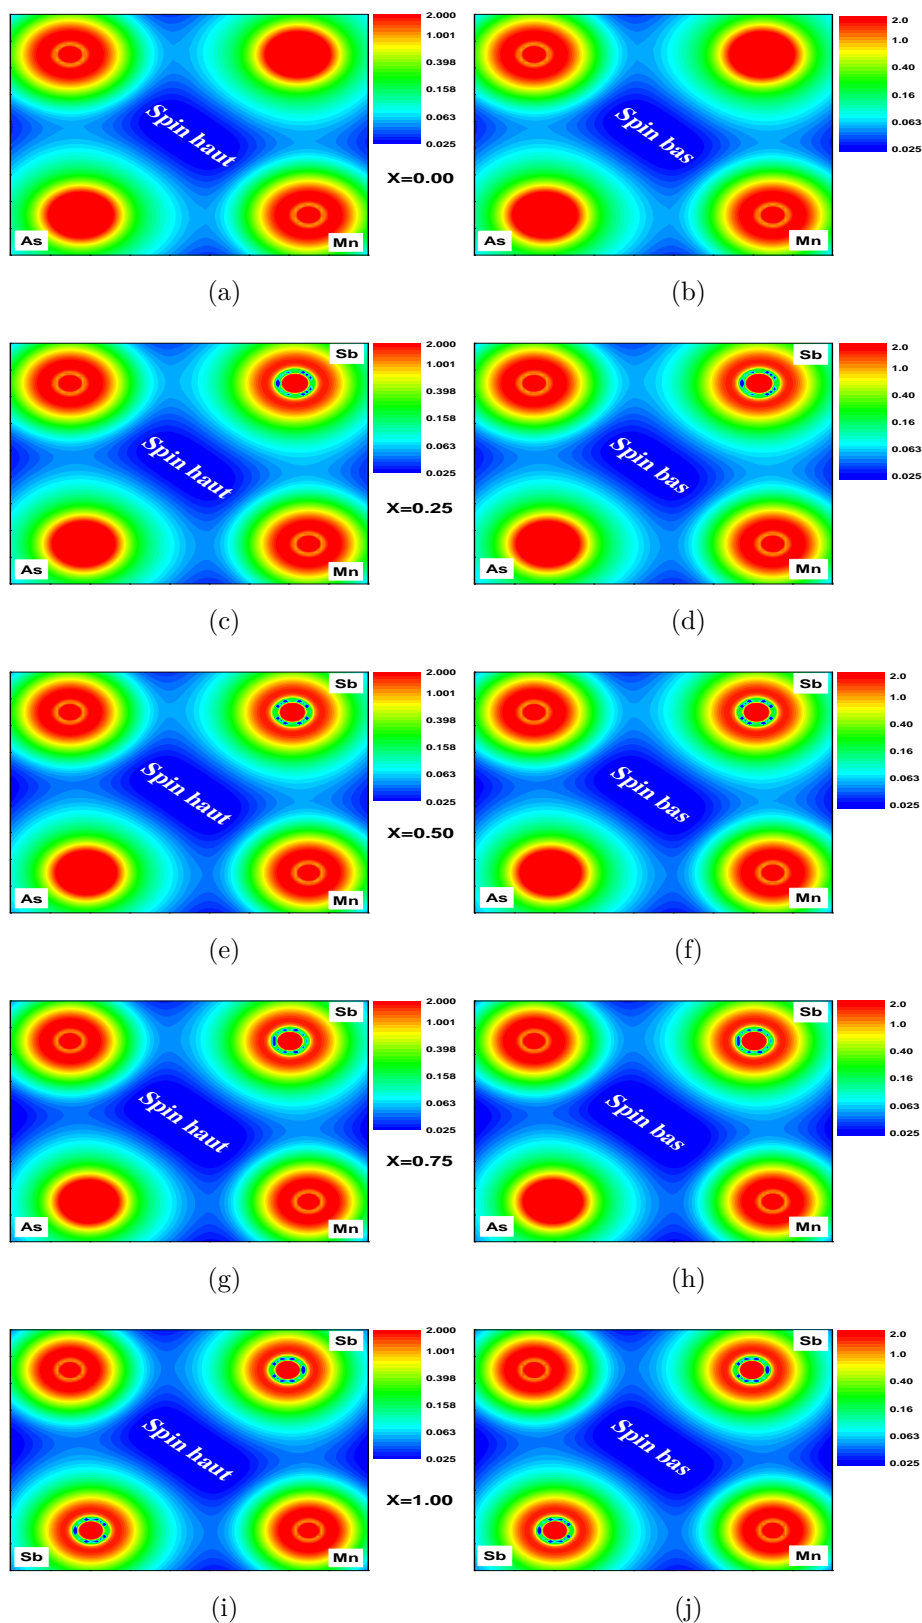 2.000
1.001
0.398
0.158
0.063
0.025
Spin haut
X=0.00
As
Mn
(a)
2.0
1.0
0.40
0.16
0.063
0.025
Spin bas
As
Mn
(b)
Sb
2.000
1.001
0.398
0.158
0.063
0.025
Spin haut
X=0.25
As
Mn
(c)
Sb
2.0
1.0
0.40
0.16
0.063
0.025
Spin bas
As
Mn
(d)
Sb
2.000
1.001
0.398
0.158
0.063
0.025
Spin haut
X=0.50
As
Mn
(e)
Sb
2.0
1.0
0.40
0.16
0.063
0.025
Spin bas
As
Mn
(f)
Sb
2.000
1.001
0.398
0.158
0.063
0.025
Spin haut
X=0.75
As
Mn
(g)
Sb
2.0
1.0
0.40
0.16
0.063
0.025
Spin bas
As
Mn
(h)
Sb
2.000
1.001
0.398
0.158
0.063
0.025
Spin haut
X=1.00
Sb
Mn
(i)
Sb
2.0
1.0
0.40
0.16
0.063
0.025
Spin bas
Sb
Mn
(j)